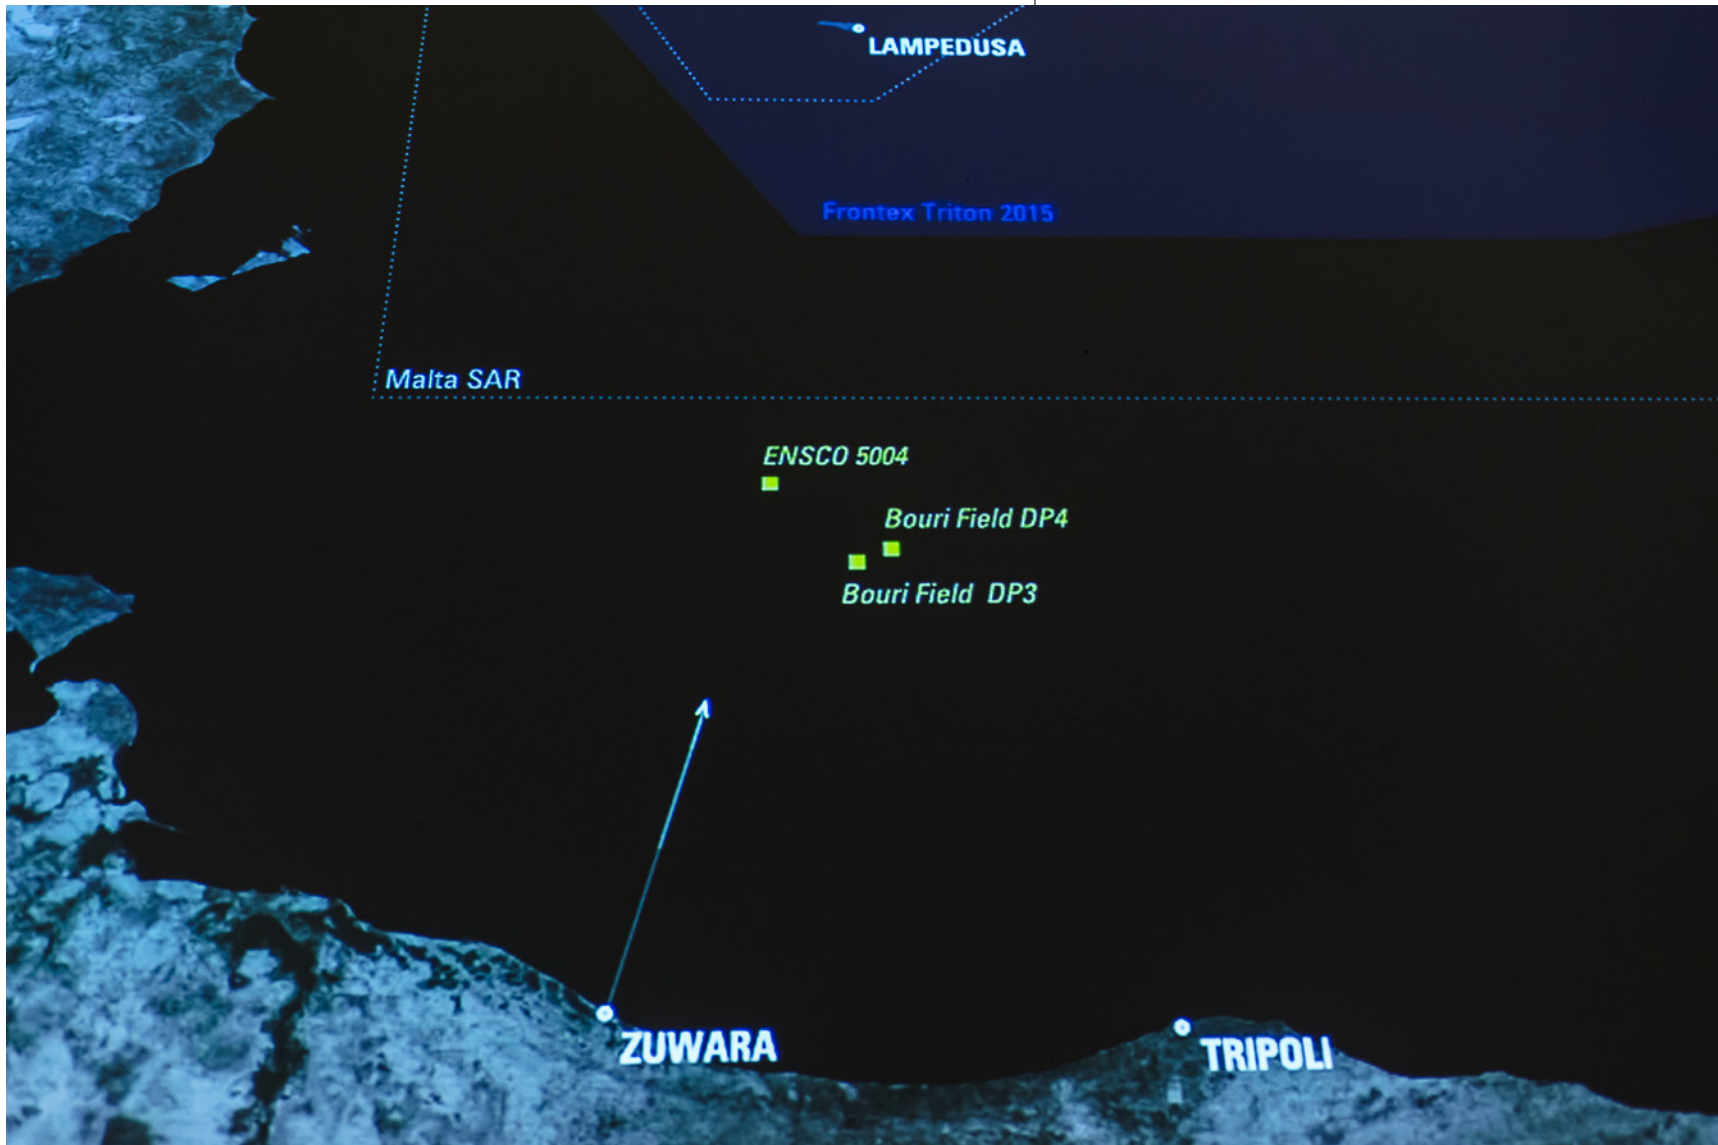 LAMPEDUSA
Frontex Triton 2015
Malta SAR
ENSCO 5004
Bouri Field DP4
Bouri Field DP3
ZUWARA
TRIPOLI